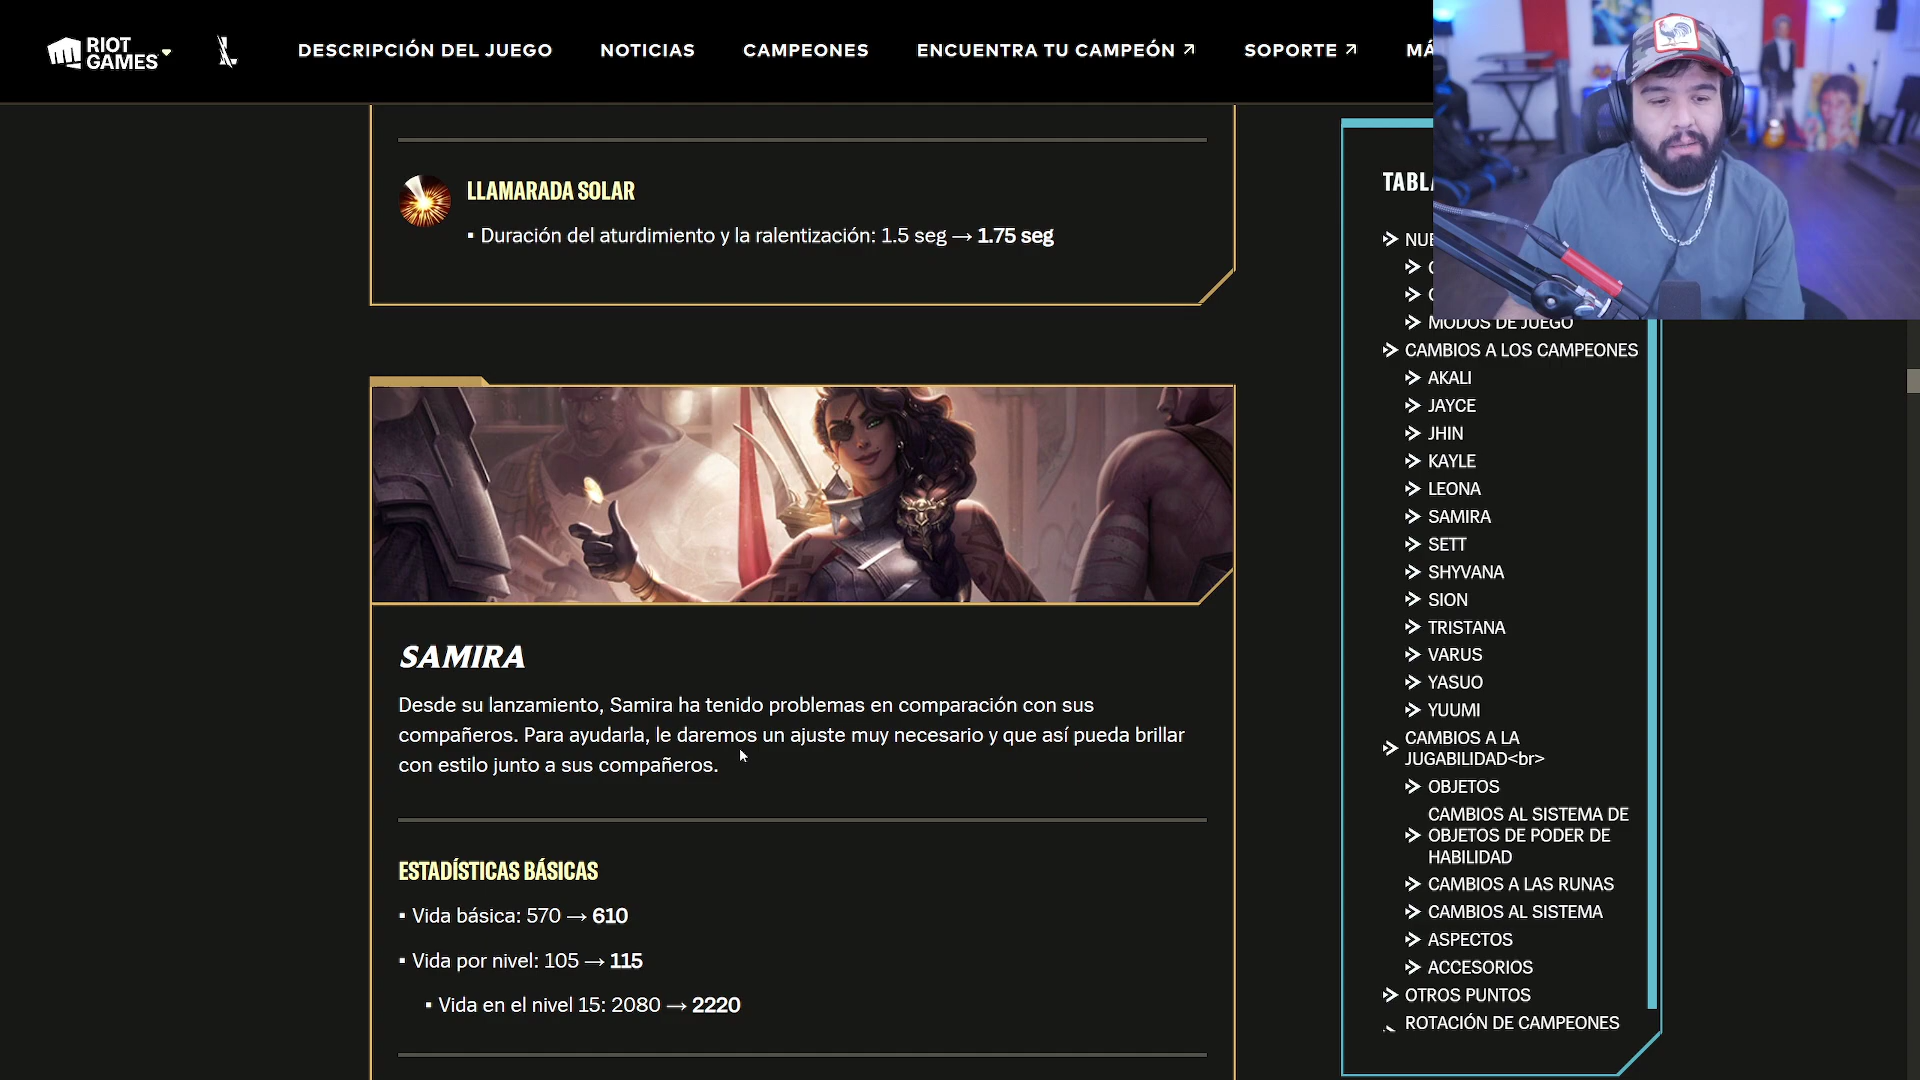 RIOT
GAMES
DESCRIPCIÓN DEL JUEGO
NOTICIAS
CAMPEONES
ENCUENTRA TU CAMPEÓN
SOPORTE
MÁ
LLAMARADA SOLAR
▪ Duración del aturdimiento y la ralentización: 1.5 seg → 1.75 seg
SAMIRA
Desde su lanzamiento, Samira ha tenido problemas en comparación con sus
compañeros. Para ayudarla, le daremos un ajuste muy necesario y que así pueda brillar
con estilo junto a sus compañeros.
ESTADÍSTICAS BÁSICAS
▪ Vida básica: 570 → 610
▪ Vida por nivel: 105 → 115
▪ Vida en el nivel 15: 2080 → 2220
TABL
NUE
MODOS DE JUEGO
CAMBIOS A LOS CAMPEONES
AKALI
JAYCE
JHIN
KAYLE
LEONA
SAMIRA
SETT
SHYVANA
SION
TRISTANA
VARUS
YASUO
YUUMI
CAMBIOS A LA
JUGABILIDAD<br>
OBJETOS
CAMBIOS AL SISTEMA DE
OBJETOS DE PODER DE
HABILIDAD
CAMBIOS A LAS RUNAS
CAMBIOS AL SISTEMA
ASPECTOS
ACCESORIOS
OTROS PUNTOS
ROTACIÓN DE CAMPEONES